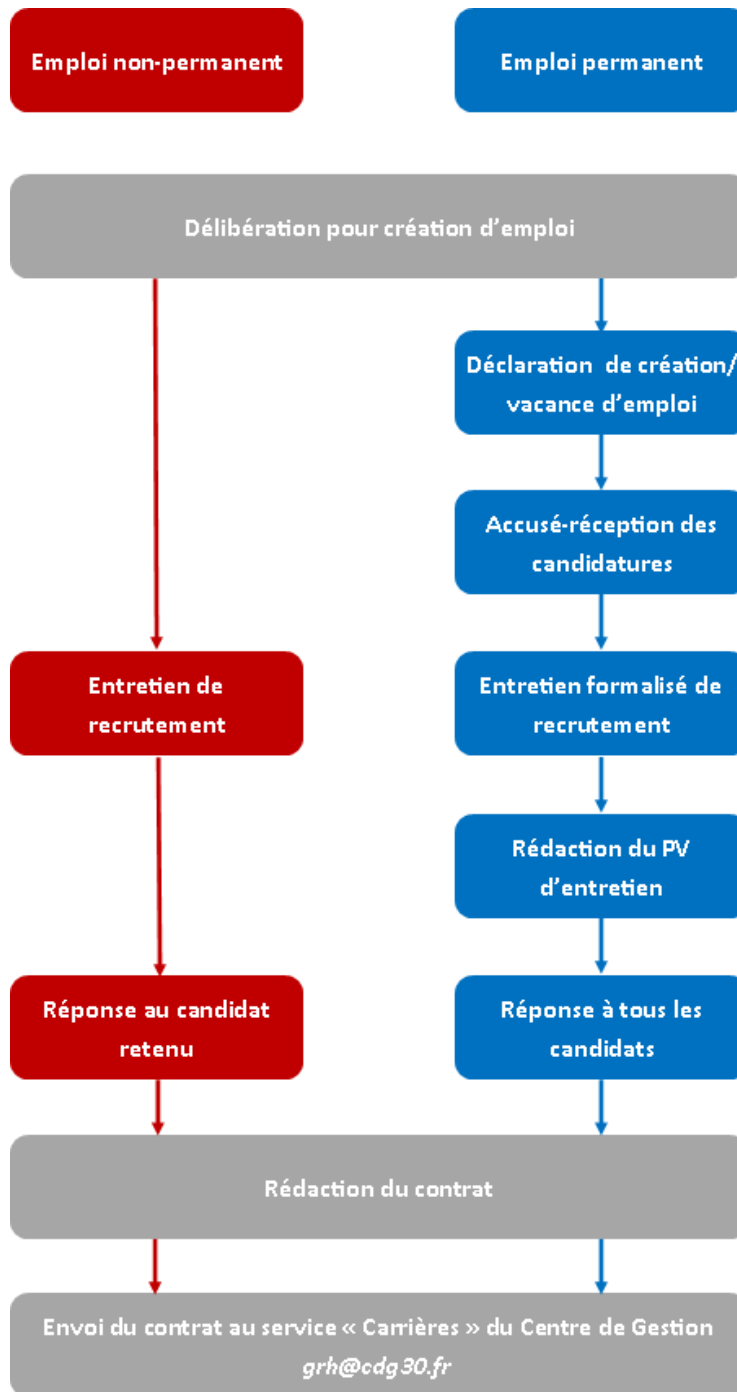 Emploi non-permanent
Emploi permanent
Délibération pour création d'emploi
Déclaration de création/
vacance d'emploi
Accusé-réception des
candidatures
Entretien de
recrutement
Entretien formalisé de
recrutement
Rédaction du PV
d'entretien
Réponse au candidat
retenu
Réponse à tous les
candidats
Rédaction du contrat
Envoi du contrat au service « Carrières » du Centre de Gestion
grh@cdg30.fr